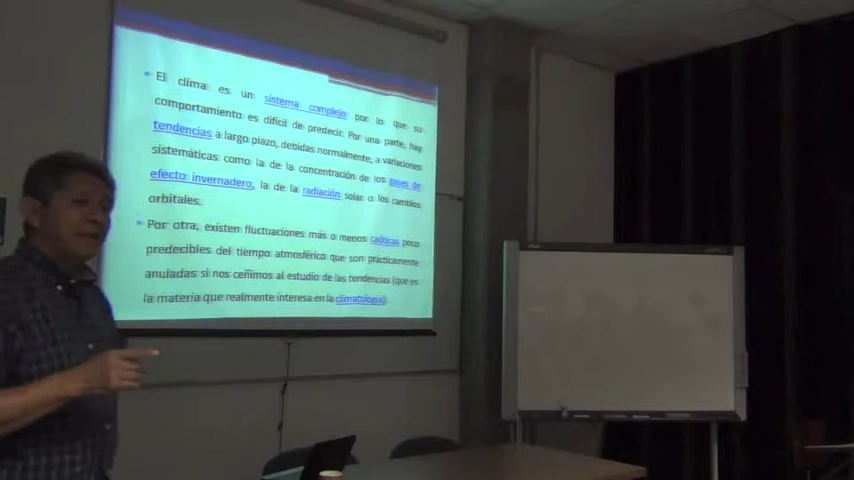 El clima es un sistema complejo por lo que su
comportamiento es difícil de predecir. Por una parte, hay
tendencias a largo plazo, debidas normalmente, a variaciones
sistemáticas como la de la concentración de los gases de
efecto invernadero, la de la radiación solar o los cambios
orbitales.
Por otra, existen fluctuaciones más o menos caóticas poco
predecibles del tiempo atmosférico que son prácticamente
anuladas si nos ceñimos al estudio de las tendencias (que es
la materia que realmente interesa en la climatología).